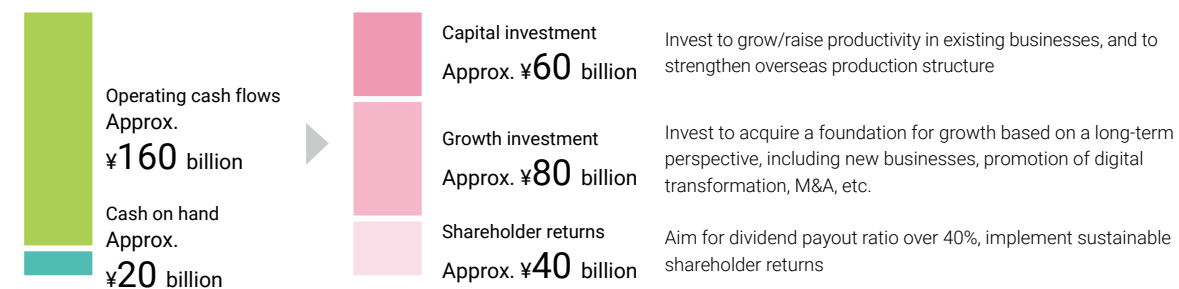 Operating cash flows
Approx.
¥160 billion
Cash on hand
Approx.
¥20 billion
Capital investment
Approx. ¥60 billion
Invest to grow/raise productivity in existing businesses, and to
strengthen overseas production structure
Growth investment
Approx. ¥80 billion
Invest to acquire a foundation for growth based on a long-term
perspective, including new businesses, promotion of digital
transformation, M&A, etc.
Shareholder returns
Approx. ¥40 billion
Aim for dividend payout ratio over 40%, implement sustainable
shareholder returns